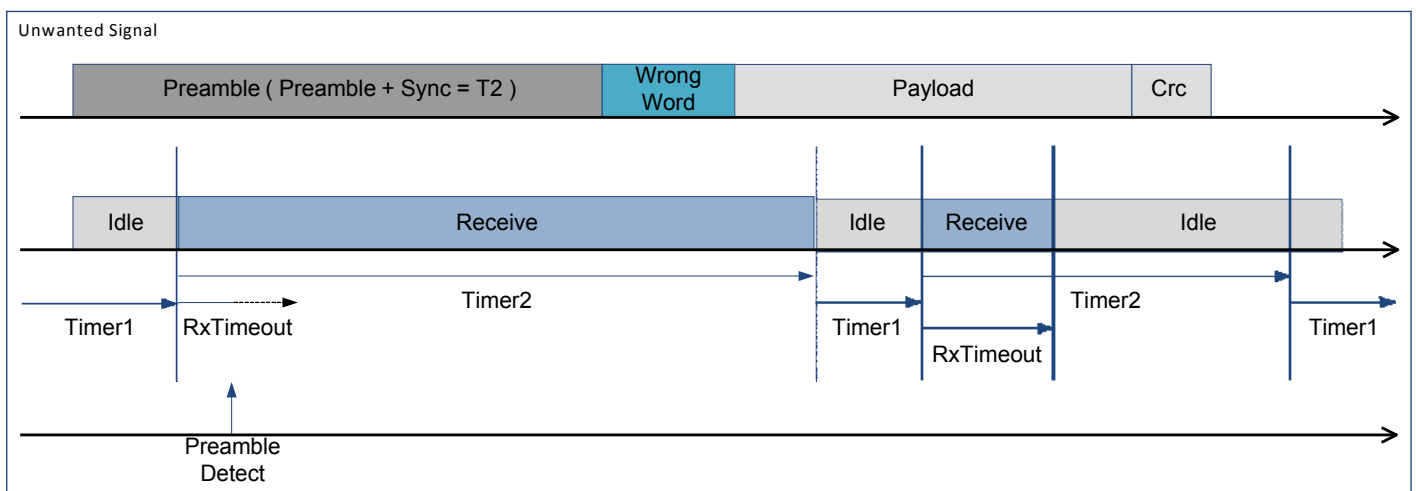 Unwanted Signal
Preamble ( Preamble + Sync = T2 )
Wrong
Word
Payload
Crc
Idle
Receive
Idle
Receive
Idle
Timer1
RxTimeout
Timer2
Timer1
RxTimeout
Timer2
Timer1
Preamble
Detect